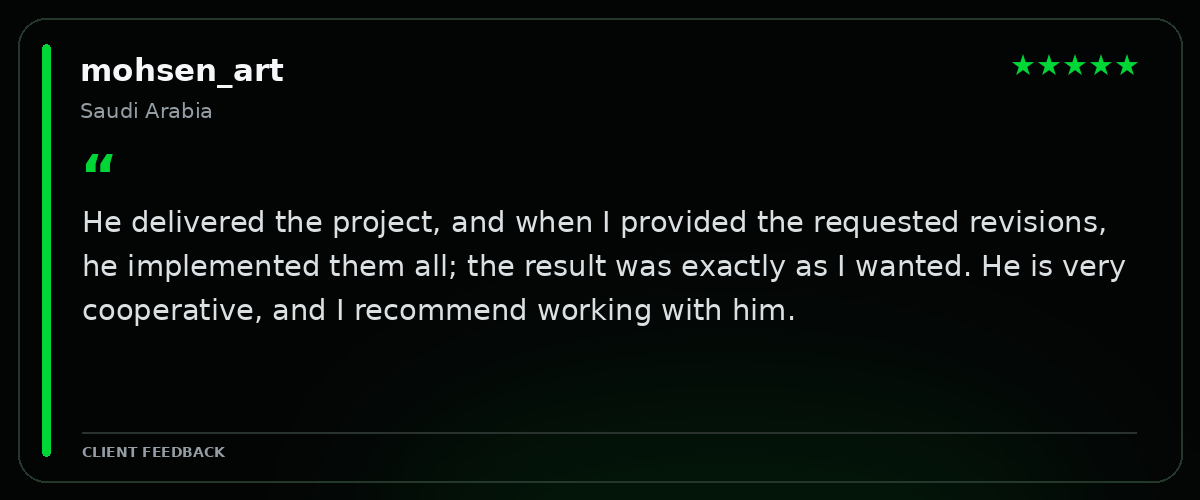 mohsen_art
★★★★★
Saudi Arabia
“
He delivered the project, and when I provided the requested revisions,
he implemented them all; the result was exactly as I wanted. He is very
cooperative, and I recommend working with him.
CLIENT FEEDBACK